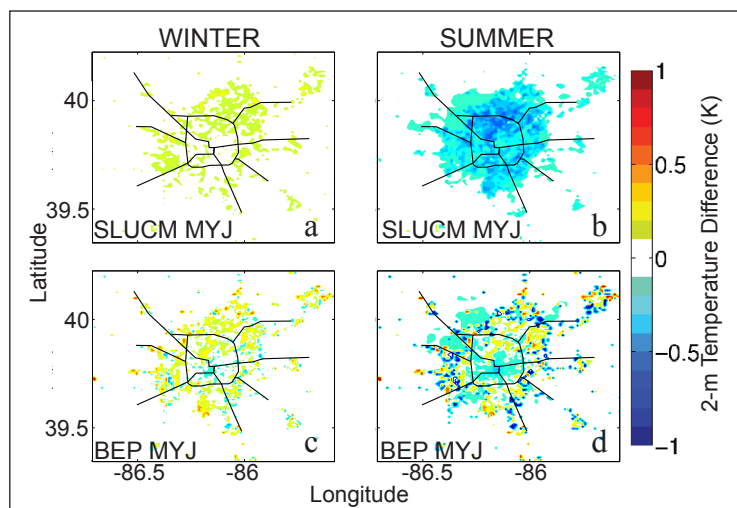 WINTER
SUMMER
40
39.5
SLUCM MYJ
a
SLUCM MYJ
b
40
39.5
BEP MYJ
c
BEP MYJ
d
-86.5
-86
-86.5
-86
Latitude
Longitude
1
0.5
0
-0.5
-1
2-m Temperature Difference (K)